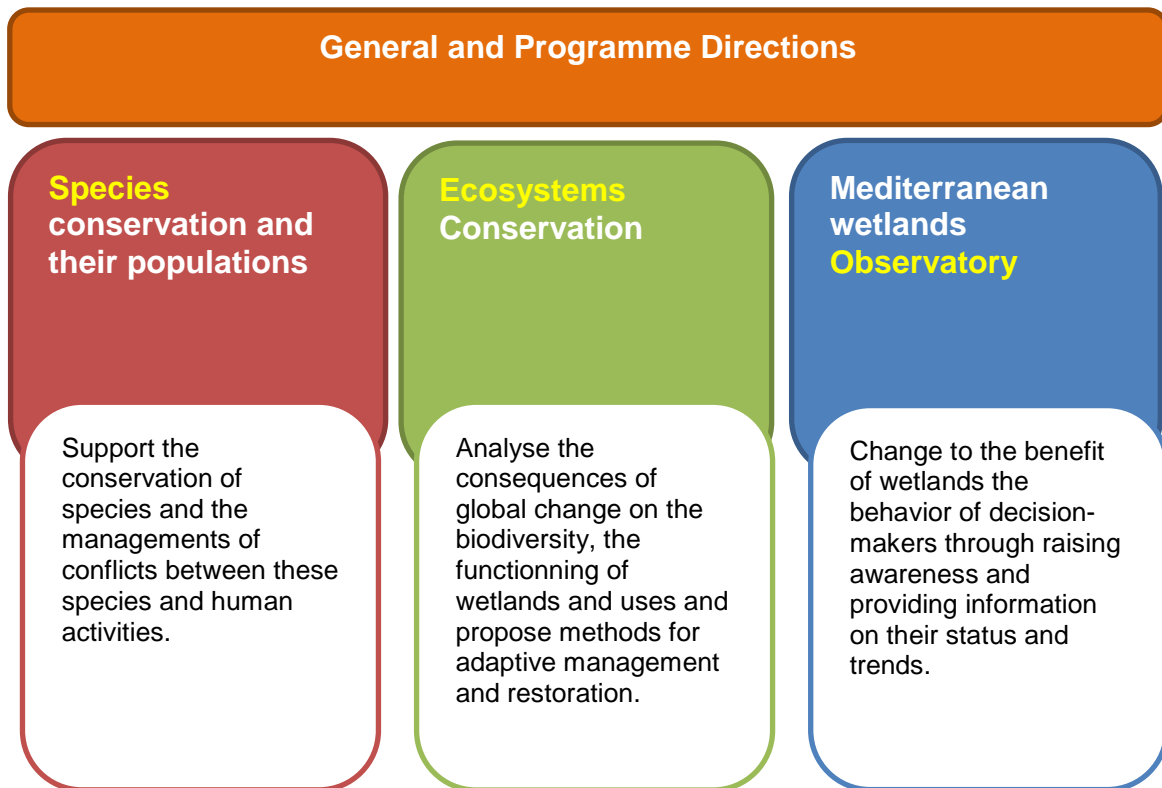 General and Programme Directions
Species
conservation and
their populations
Support the
conservation of
species and the
managements of
conflicts between these
species and human
activities.
Ecosystems
Conservation
Analyse the
consequences of
global change on the
biodiversity, the
functionning of
wetlands and uses and
propose methods for
adaptive management
and restoration.
Mediterranean
wetlands
Observatory
Change to the benefit
of wetlands the
behavior of decision-
makers through raising
awareness and
providing information
on their status and
trends.